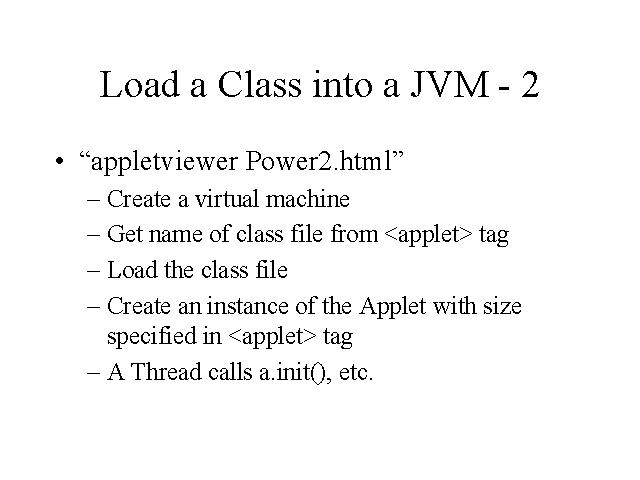 Load a Class into a JVM - 2
• “appletviewer Power2.html”
– Create a virtual machine
– Get name of class file from <applet> tag
– Load the class file
– Create an instance of the Applet with size
specified in <applet> tag
– A Thread calls a.init(), etc.